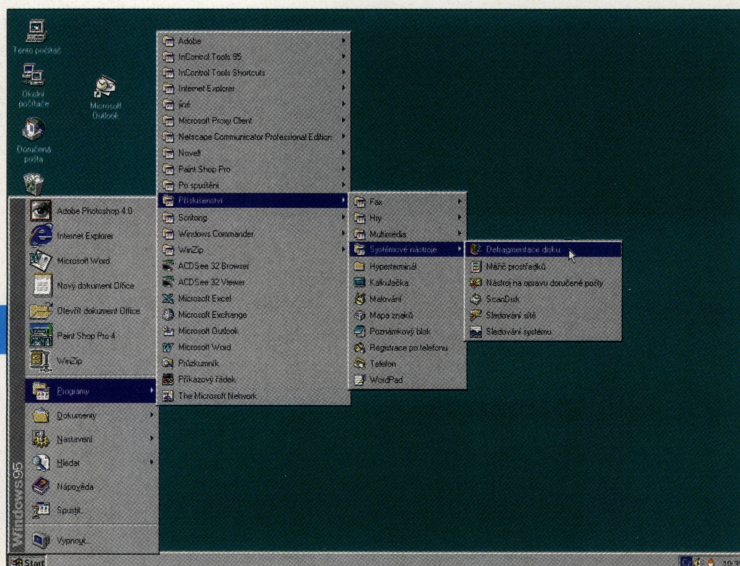 Tento počítač
Okolní
počítače
Microsoft
Outlook
Doručená
pošta
Adobe Photoshop 4.0
Internet Explorer
Microsoft Word
Nový dokument Office
Otevřít dokument Office
Paint Shop Pro 4
WinZip
Programy
Dokumenty
Nastavení
Hledat
Nápověda
Spustit..
Vypnout..
Windows95
Adobe
InControl Tools 95
InControl Tools Shortcuts
Internet Explorer
jiné
Microsoft Proxy Client
Netscape Communicator Professional Edition
Novell
Paint Shop Pro
Po spuštění
Příslušenství
Sontong
Windows Commander
WinZip
ACDSee 32 Browser
ACDSee 32 Viewer
Microsoft Excel
Microsoft Exchange
Microsoft Outlook
Microsoft Word
Průzkumník
Příkazový řádek
The Microsoft Network
Fax
Hry
Multimédia
Systémové nástroje
Hyperterminál
Kalkulačka
Malování
Mapa znaků
Poznámkový blok
Registrace po telefonu
Telefon
WordPad
Defragmentace disku
Měřič prostředků
Nástroj na opravu doručené pošty
ScanDisk
Sledování sítě
Sledování systému
Start